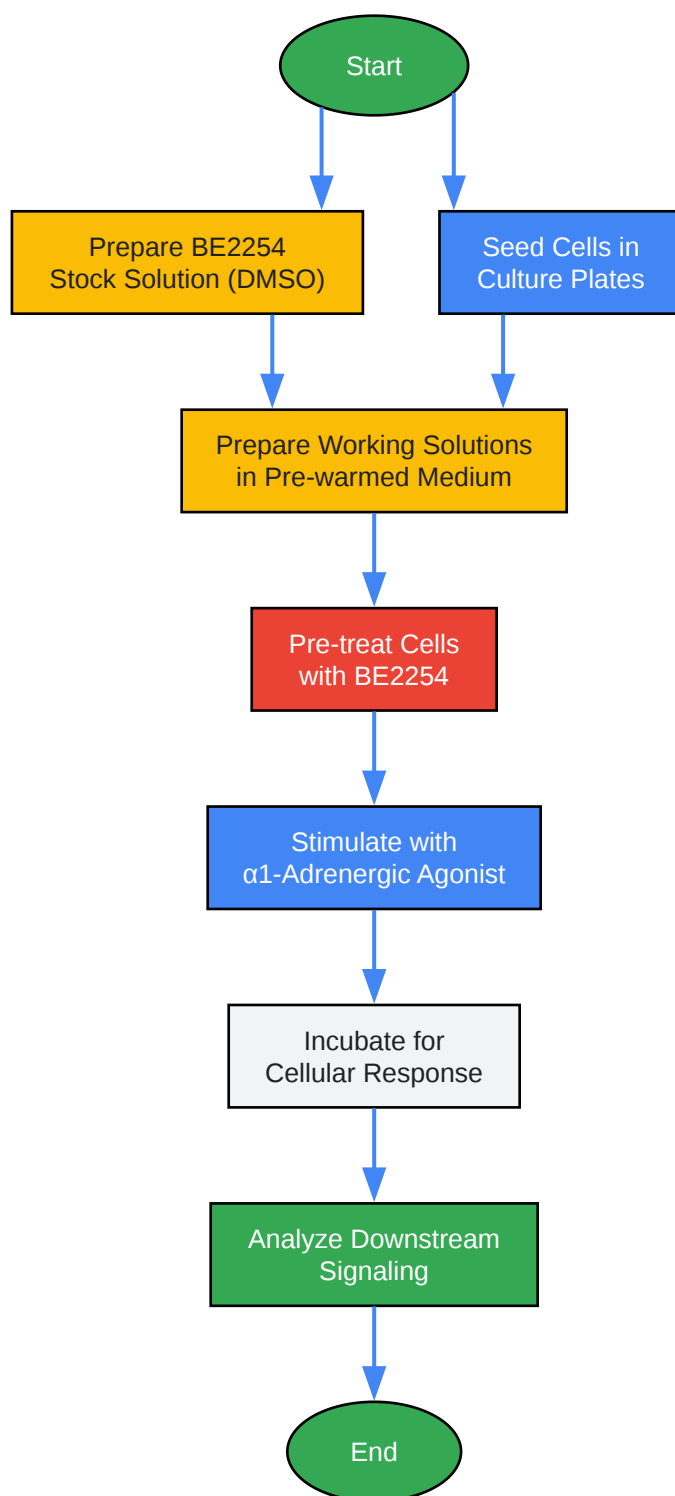 Start
Prepare BE2254
Stock Solution (DMSO)
Seed Cells in
Culture Plates
Prepare Working Solutions
in Pre-warmed Medium
Pre-treat Cells
with BE2254
Stimulate with
α1-Adrenergic Agonist
Incubate for
Cellular Response
Analyze Downstream
Signaling
End